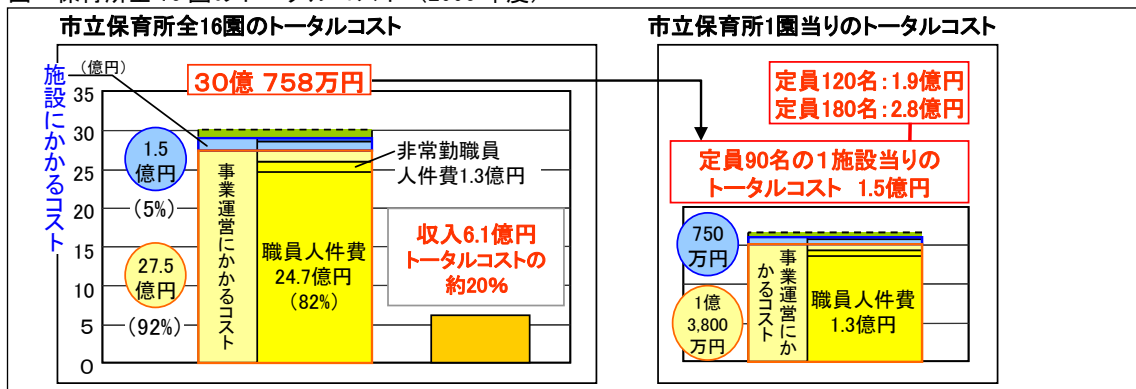 市立保育所全16園のトータルコスト
施設にかかるコスト
（億円）
30億 758万円
35
30
25
20
15
10
5
0
1.5
億円
(5%)
27.5
億円
(92%)
事業運営にかかるコスト
職員人件費
24.7億円
(82%)
非常勤職員
人件費1.3億円
収入6.1億円
トータルコストの
約20%
市立保育所1園当りのトータルコスト
定員120名：1.9億円
定員180名：2.8億円
定員90名の１施設当りの
トータルコスト 1.5億円
750
万円
1億
3,800
万円
事業運営にか
かるコスト
職員人件費
1.3億円